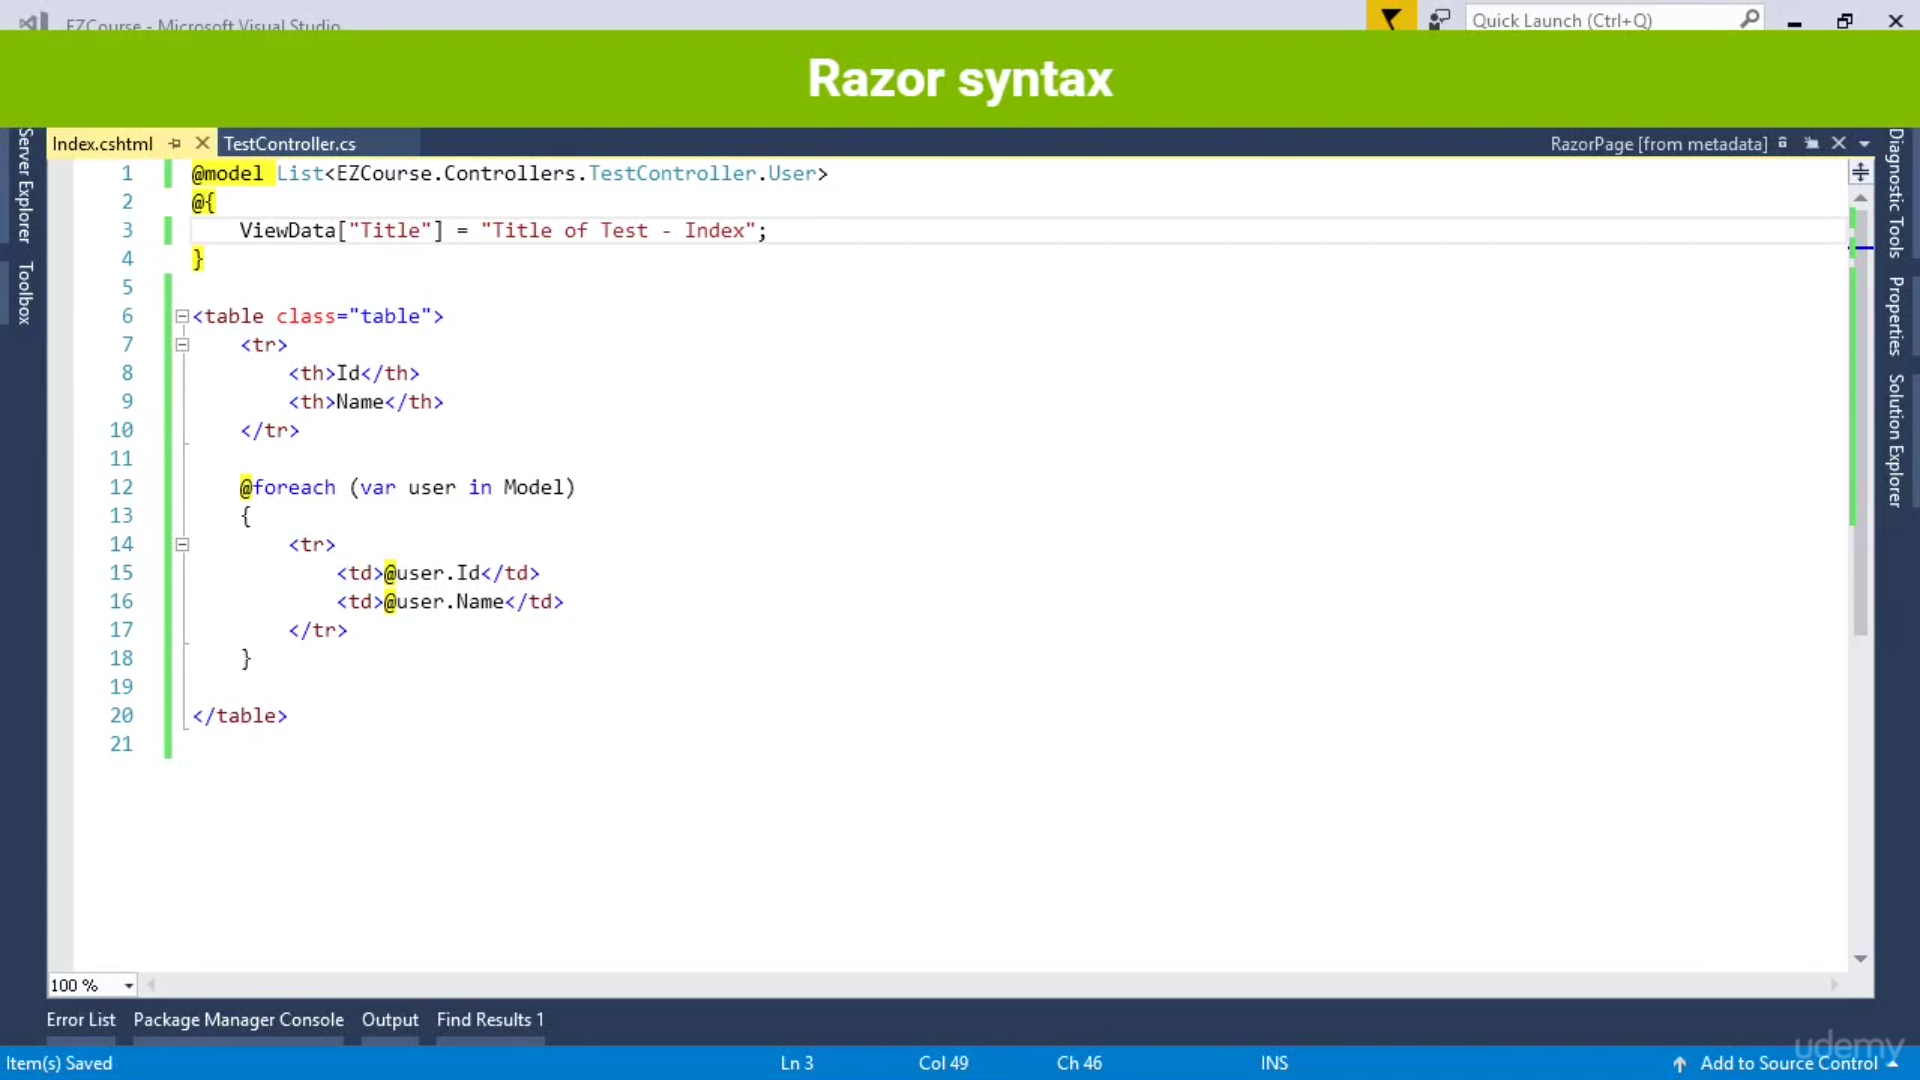 EZCourse - Microsoft Visual Studio
Quick Launch (Ctrl+Q)
Razor syntax
Server Explorer
Toolbox
Index.cshtml
TestController.cs
RazorPage [from metadata]
1 @model List<EZCourse.Controllers.TestController.User>
2 @{
3     ViewData["Title"] = "Title of Test - Index";
4 }
5
6 <table class="table">
7     <tr>
8         <th>Id</th>
9         <th>Name</th>
10     </tr>
11
12     @foreach (var user in Model)
13     {
14         <tr>
15             <td>@user.Id</td>
16             <td>@user.Name</td>
17         </tr>
18     }
19
20 </table>
21
Diagnostic Tools
Properties
Solution Explorer
100 %
Error List Package Manager Console Output Find Results 1
Item(s) Saved Ln 3 Col 49 Ch 46 INS Add to Source Control
udemy